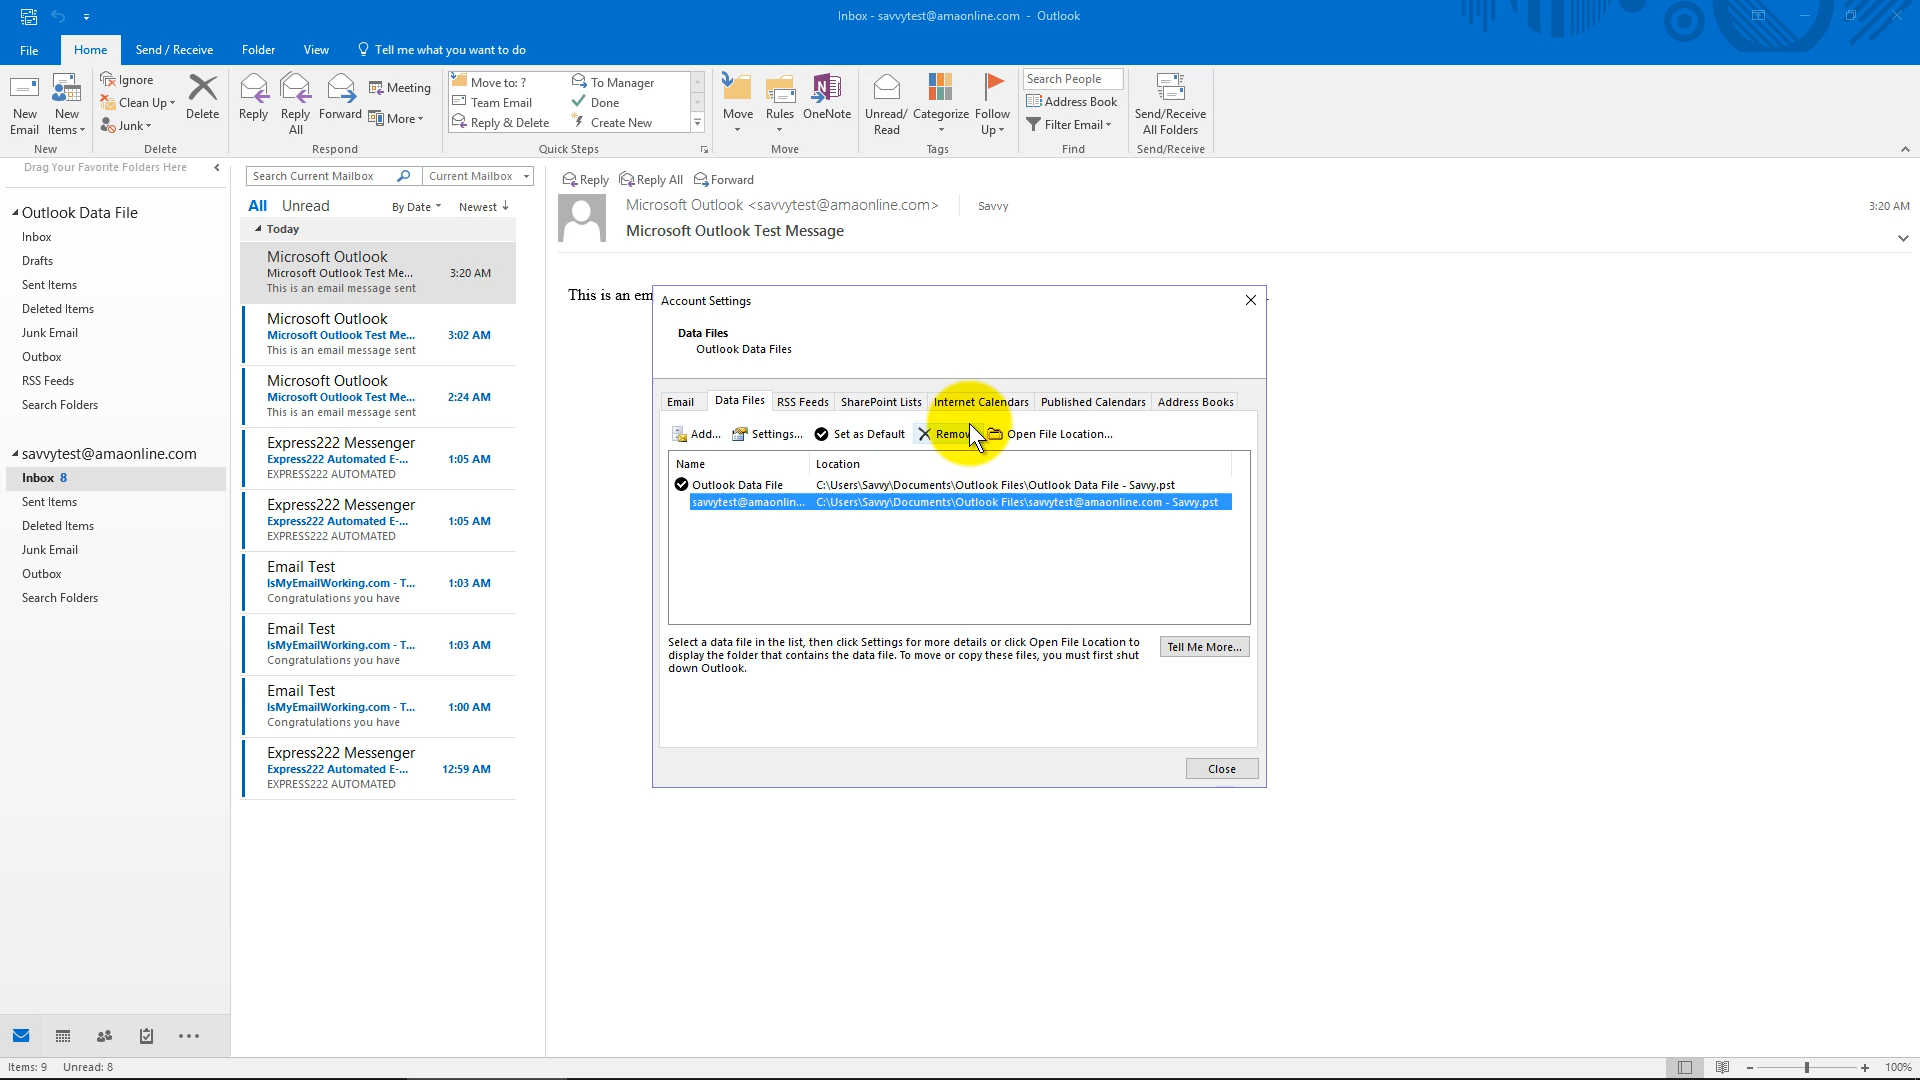 Inbox - savvytest@amaonline.com - Outlook
File Home Send / Receive Folder View Tell me what you want to do
New Email
New Items
Ignore
Clean Up
Junk
Delete
Reply
Reply All
Forward
Meeting
More
Move to: ?
Team Email
Reply & Delete
To Manager
Done
Create New
Move
Rules
OneNote
Unread/ Read
Categorize
Follow Up
Search People
Address Book
Filter Email
Send/Receive All Folders
New Delete Respond Quick Steps Move Tags Find Send/Receive
Drag Your Favorite Folders Here
Outlook Data File
Inbox
Drafts
Sent Items
Deleted Items
Junk Email
Outbox
RSS Feeds
Search Folders
savvytest@amaonline.com
Inbox 8
Sent Items
Deleted Items
Junk Email
Outbox
Search Folders
Search Current Mailbox Current Mailbox
All Unread By Date Newest
Today
Microsoft Outlook
Microsoft Outlook Test Me... 3:20 AM
This is an email message sent
Microsoft Outlook
Microsoft Outlook Test Me... 3:02 AM
This is an email message sent
Microsoft Outlook
Microsoft Outlook Test Me... 2:24 AM
This is an email message sent
Express222 Messenger
Express222 Automated E-... 1:05 AM
EXPRESS222 AUTOMATED
Express222 Messenger
Express222 Automated E-... 1:05 AM
EXPRESS222 AUTOMATED
Email Test
IsMyEmailWorking.com - T... 1:03 AM
Congratulations you have
Email Test
IsMyEmailWorking.com - T... 1:03 AM
Congratulations you have
Email Test
IsMyEmailWorking.com - T... 1:00 AM
Congratulations you have
Express222 Messenger
Express222 Automated E-... 12:59 AM
EXPRESS222 AUTOMATED
Reply Reply All Forward
Microsoft Outlook <savvytest@amaonline.com> Savvy 3:20 AM
Microsoft Outlook Test Message
This is an em
Account Settings
Data Files
Outlook Data Files
Email Data Files RSS Feeds SharePoint Lists Internet Calendars Published Calendars Address Books
Add... Settings... Set as Default Remov Open File Location...
Name Location
Outlook Data File C:\Users\Savvy\Documents\Outlook Files\Outlook Data File - Savvy.pst
savvytest@amaonlin... C:\Users\Savvy\Documents\Outlook Files\savvytest@amaonline.com - Savvy.pst
Select a data file in the list, then click Settings for more details or click Open File Location to
display the folder that contains the data file. To move or copy these files, you must first shut
down Outlook.
Tell Me More...
Close
Items: 9 Unread: 8 100%